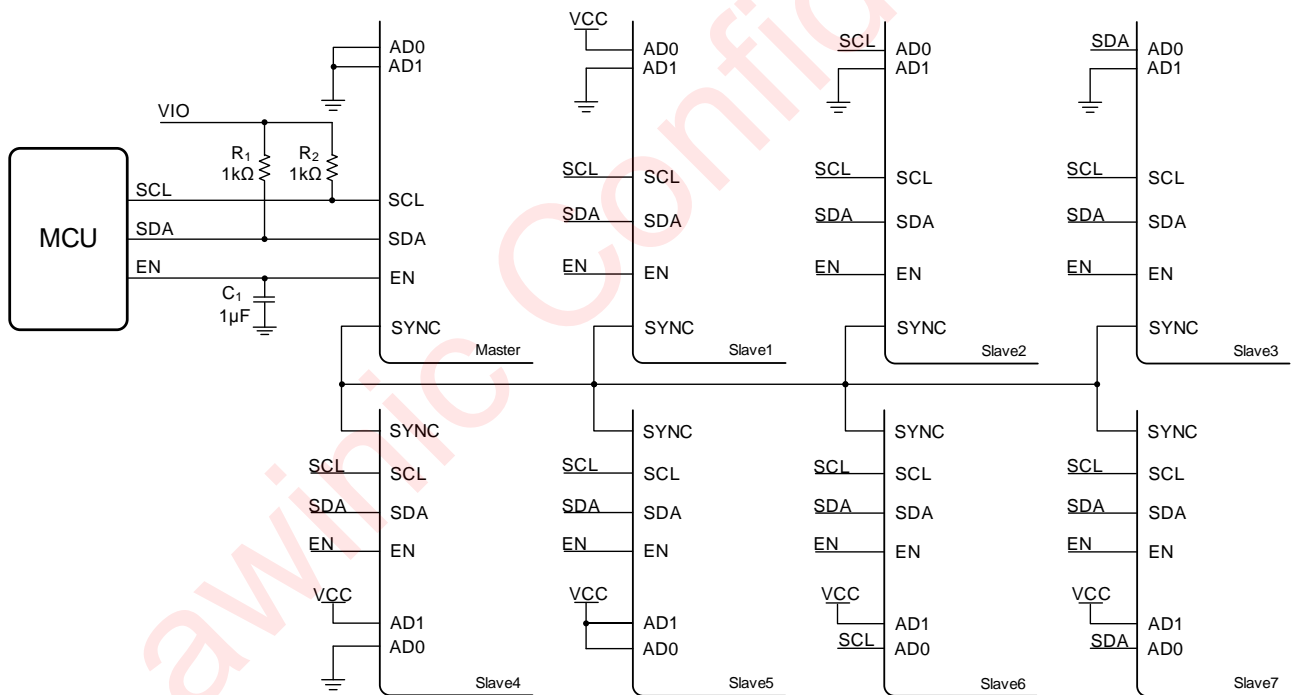 VCC
AD0
AD1
AD0
AD1
SCL
AD0
AD1
SDA
AD0
AD1
VIO
R1
1kΩ
R2
1kΩ
MCU
SCL
SDA
EN
C1
1μF
SCL
SDA
EN
SYNC
Master
SCL
SCL
SDA
SDA
EN
EN
SYNC
Slave1
SCL
SCL
SDA
SDA
EN
EN
SYNC
Slave2
SCL
SCL
SDA
SDA
EN
EN
SYNC
Slave3
SYNC
SCL
SCL
SDA
SDA
EN
EN
VCC
AD1
AD0
Slave4
SYNC
SCL
SCL
SDA
SDA
EN
EN
VCC
AD1
AD0
Slave5
SYNC
SCL
SCL
SDA
SDA
EN
EN
VCC
AD1
SCL
AD0
Slave6
SYNC
SCL
SCL
SDA
SDA
EN
EN
VCC
AD1
SDA
AD0
Slave7
awinic Confid